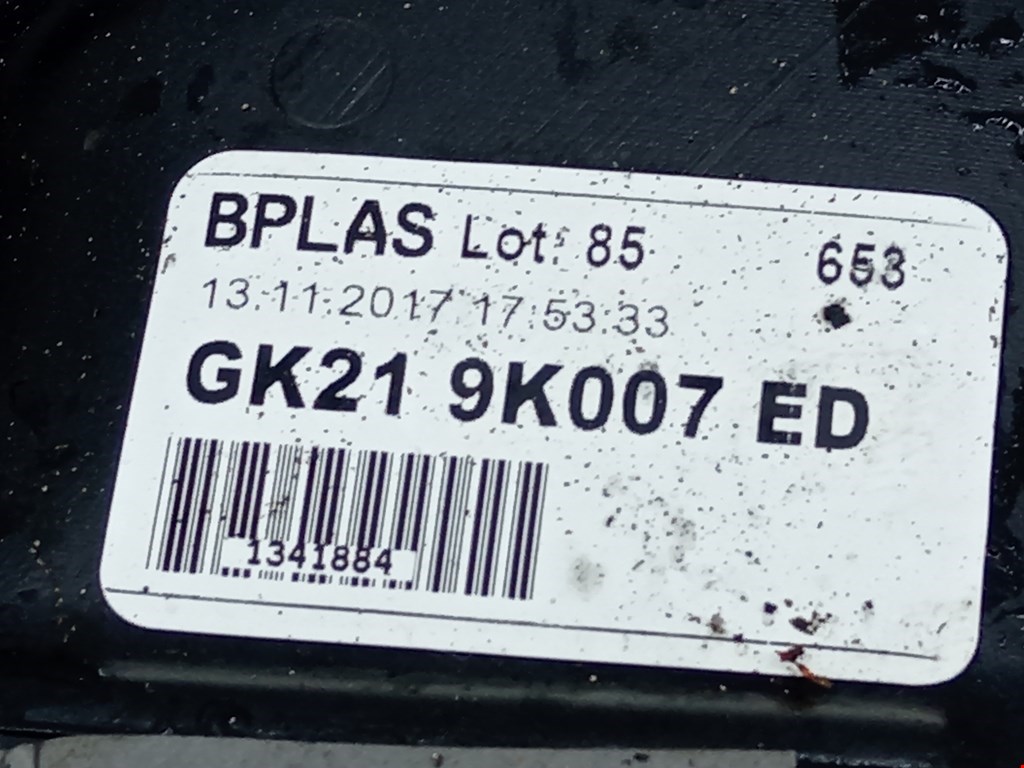 BPLAS Lot: 85 653
13.11.2017 17:53:33
GK21 9K007 ED
1341884